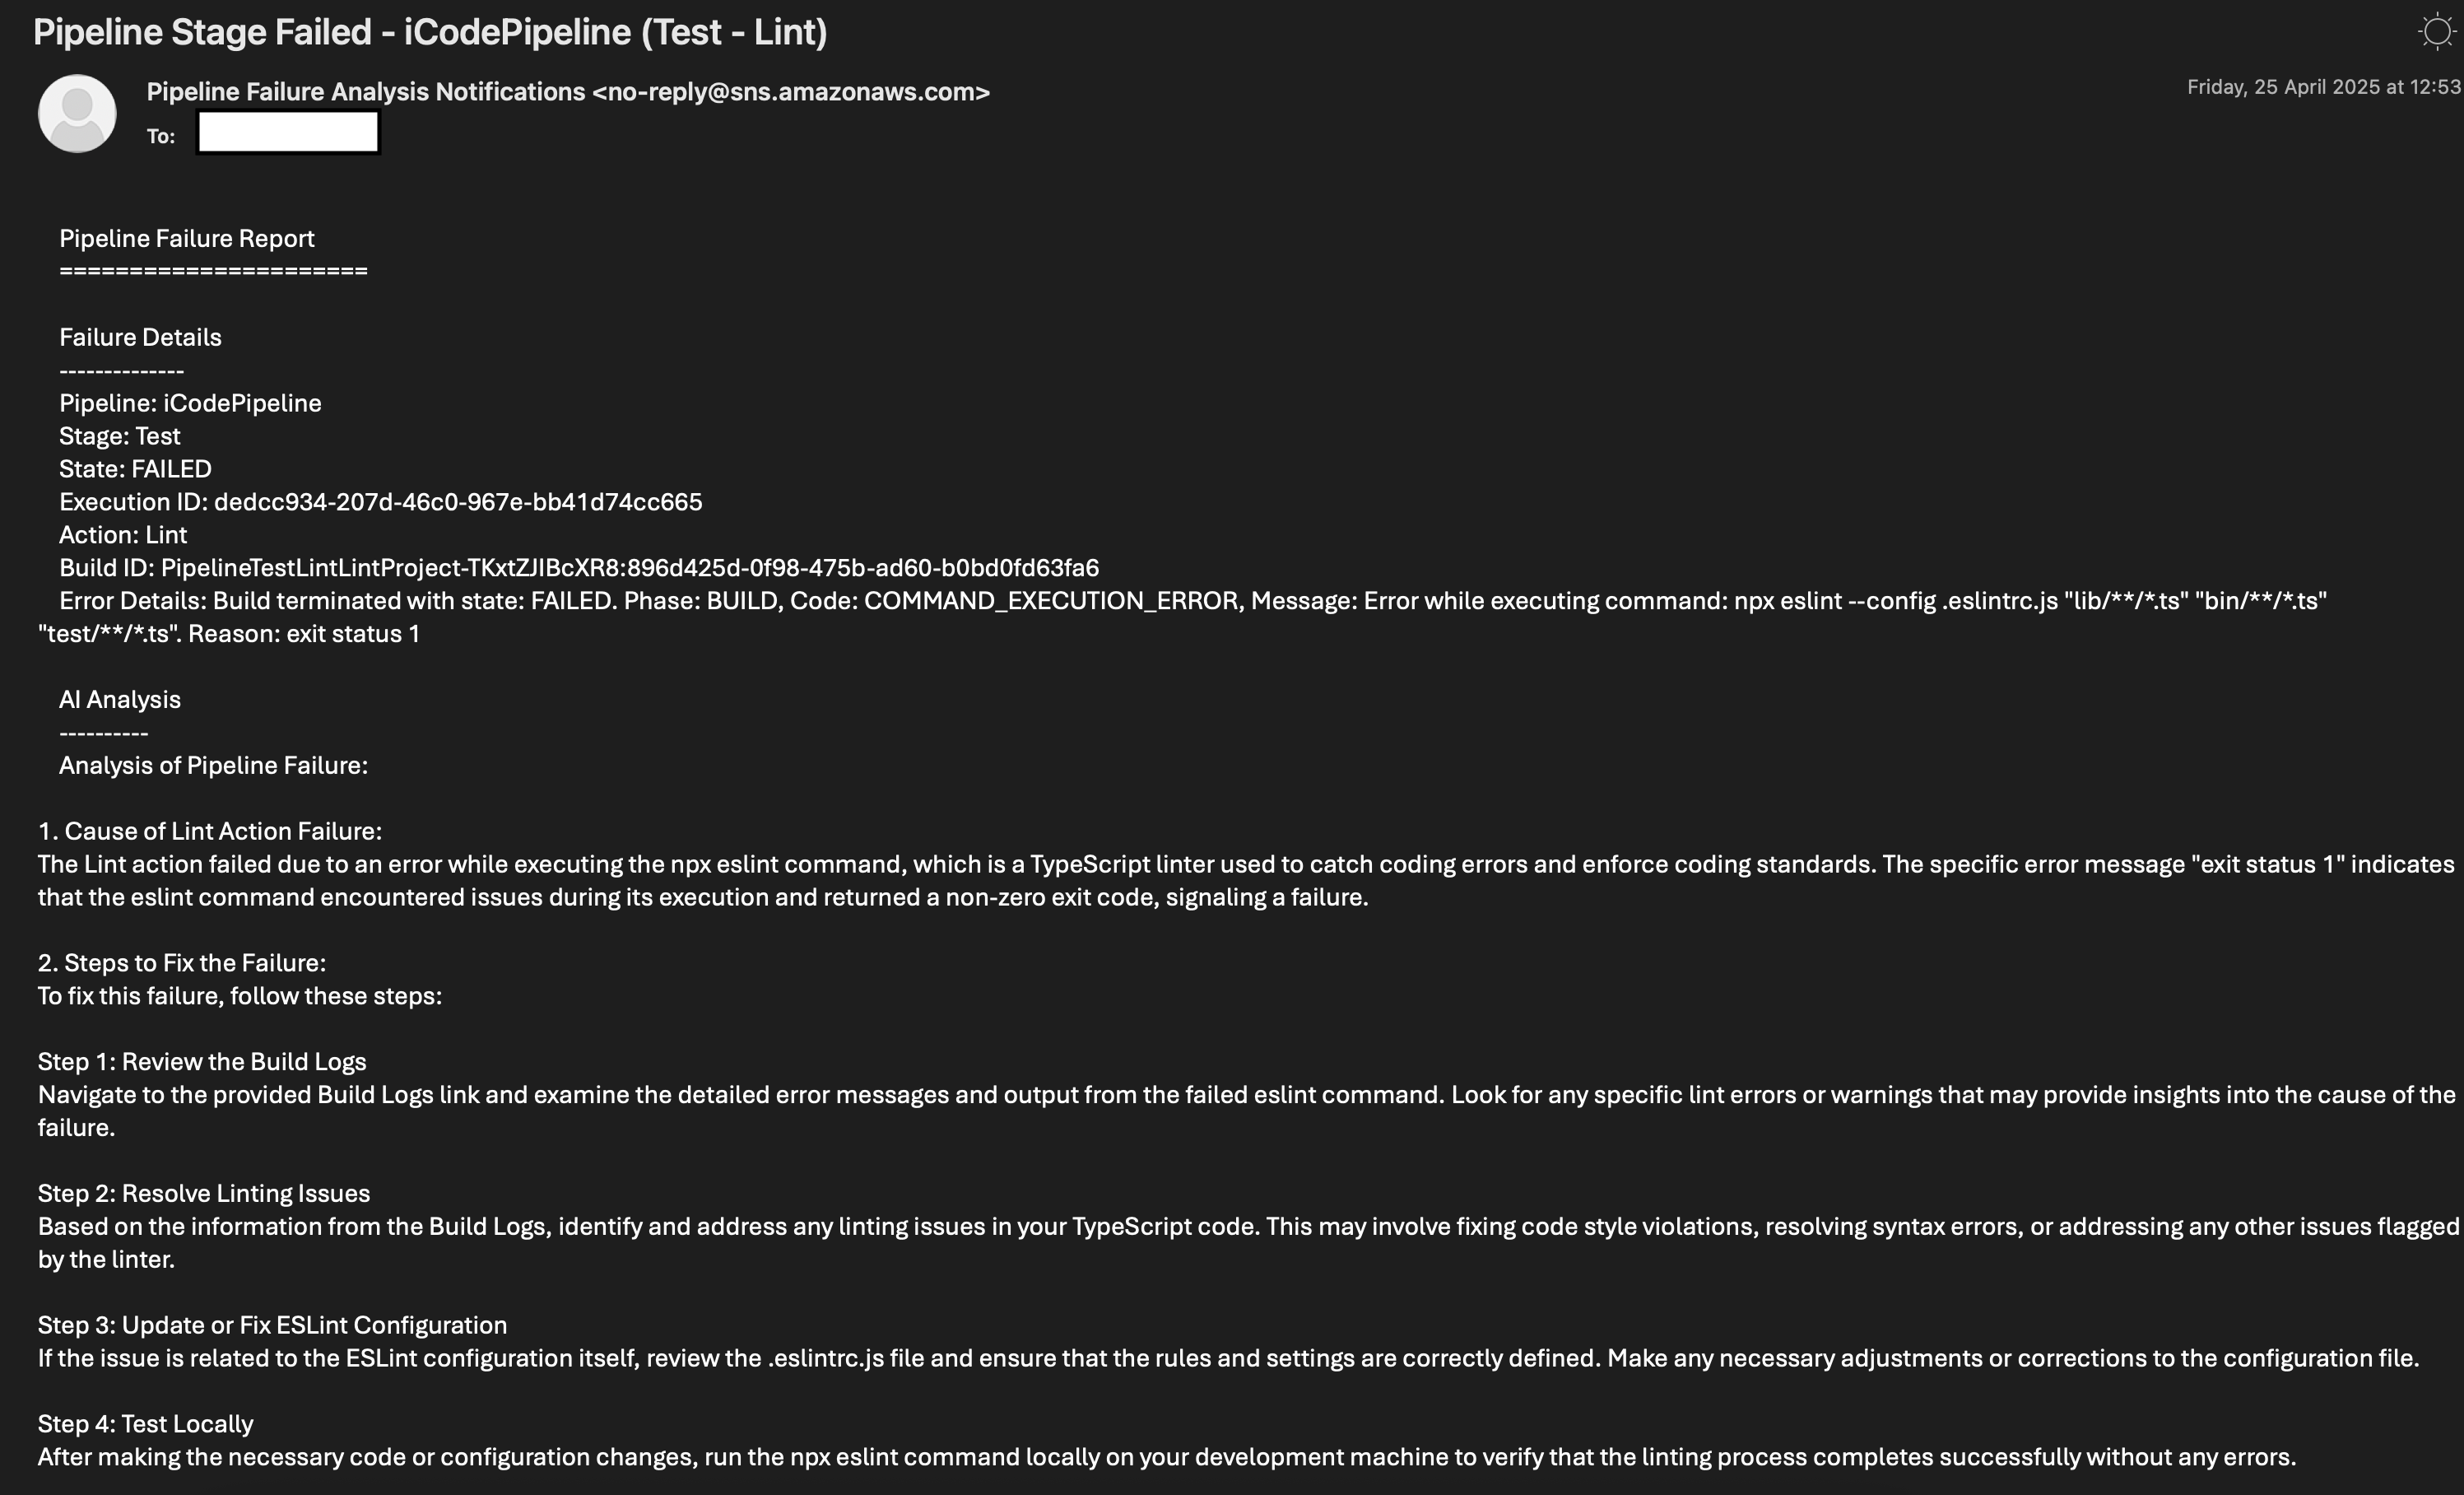 Pipeline Stage Failed - iCodePipeline (Test - Lint)
Pipeline Failure Analysis Notifications <no-reply@sns.amazonaws.com>
Friday, 25 April 2025 at 12:53
To:
Pipeline Failure Report
======================
Failure Details
--------------
Pipeline: iCodePipeline
Stage: Test
State: FAILED
Execution ID: dedcc934-207d-46c0-967e-bb41d74cc665
Action: Lint
Build ID: PipelineTestLintLintProject-TKxtZJIBcXR8:896d425d-0f98-475b-ad60-b0bd0fd63fa6
Error Details: Build terminated with state: FAILED. Phase: BUILD, Code: COMMAND_EXECUTION_ERROR, Message: Error while executing command: npx eslint --config .eslintrc.js "lib/**/*.ts" "bin/**/*.ts"
"test/**/*.ts". Reason: exit status 1
AI Analysis
----------
Analysis of Pipeline Failure:
1. Cause of Lint Action Failure:
The Lint action failed due to an error while executing the npx eslint command, which is a TypeScript linter used to catch coding errors and enforce coding standards. The specific error message "exit status 1" indicates
that the eslint command encountered issues during its execution and returned a non-zero exit code, signaling a failure.
2. Steps to Fix the Failure:
To fix this failure, follow these steps:
Step 1: Review the Build Logs
Navigate to the provided Build Logs link and examine the detailed error messages and output from the failed eslint command. Look for any specific lint errors or warnings that may provide insights into the cause of the
failure.
Step 2: Resolve Linting Issues
Based on the information from the Build Logs, identify and address any linting issues in your TypeScript code. This may involve fixing code style violations, resolving syntax errors, or addressing any other issues flagged
by the linter.
Step 3: Update or Fix ESLint Configuration
If the issue is related to the ESLint configuration itself, review the .eslintrc.js file and ensure that the rules and settings are correctly defined. Make any necessary adjustments or corrections to the configuration file.
Step 4: Test Locally
After making the necessary code or configuration changes, run the npx eslint command locally on your development machine to verify that the linting process completes successfully without any errors.